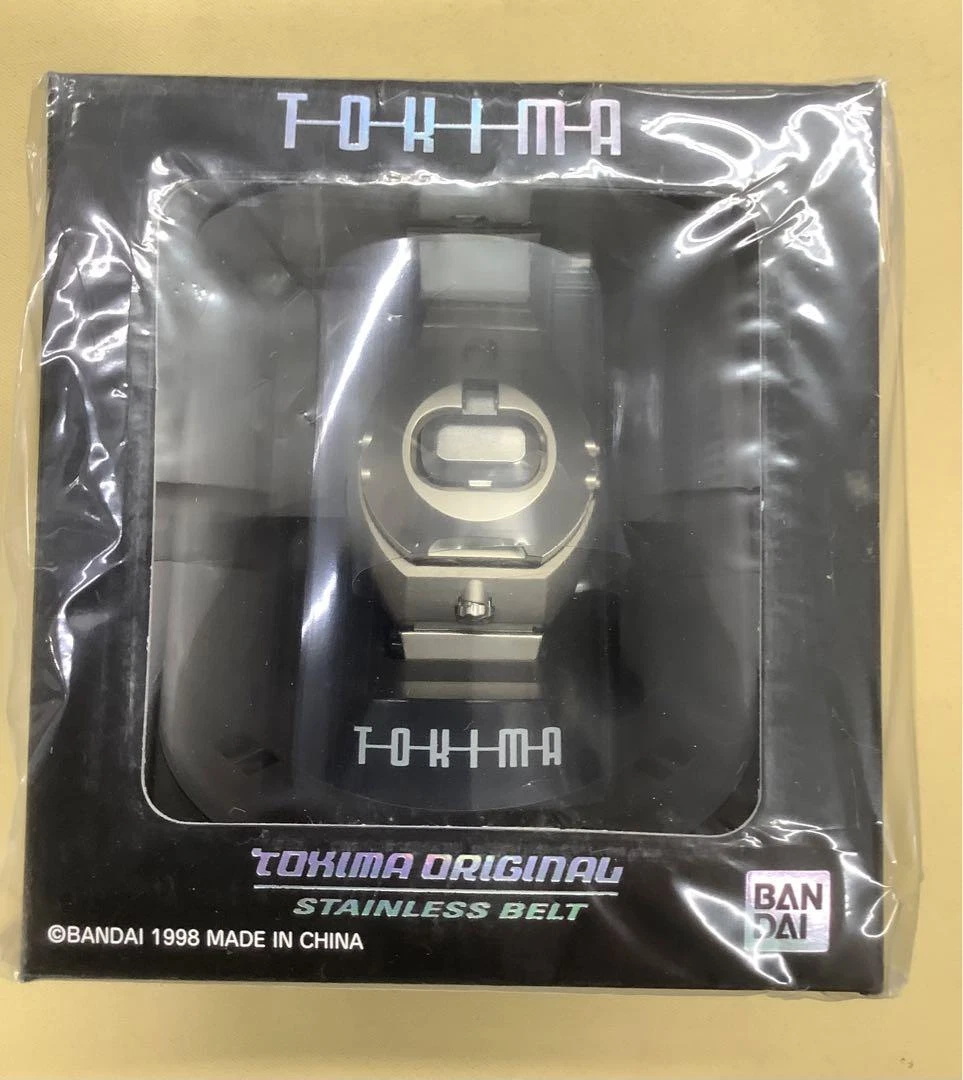 TOKIMA
TOKIMA
TOKIMA ORIGINAL
STAINLESS BELT
BAN
DAI
©BANDAI 1998 MADE IN CHINA